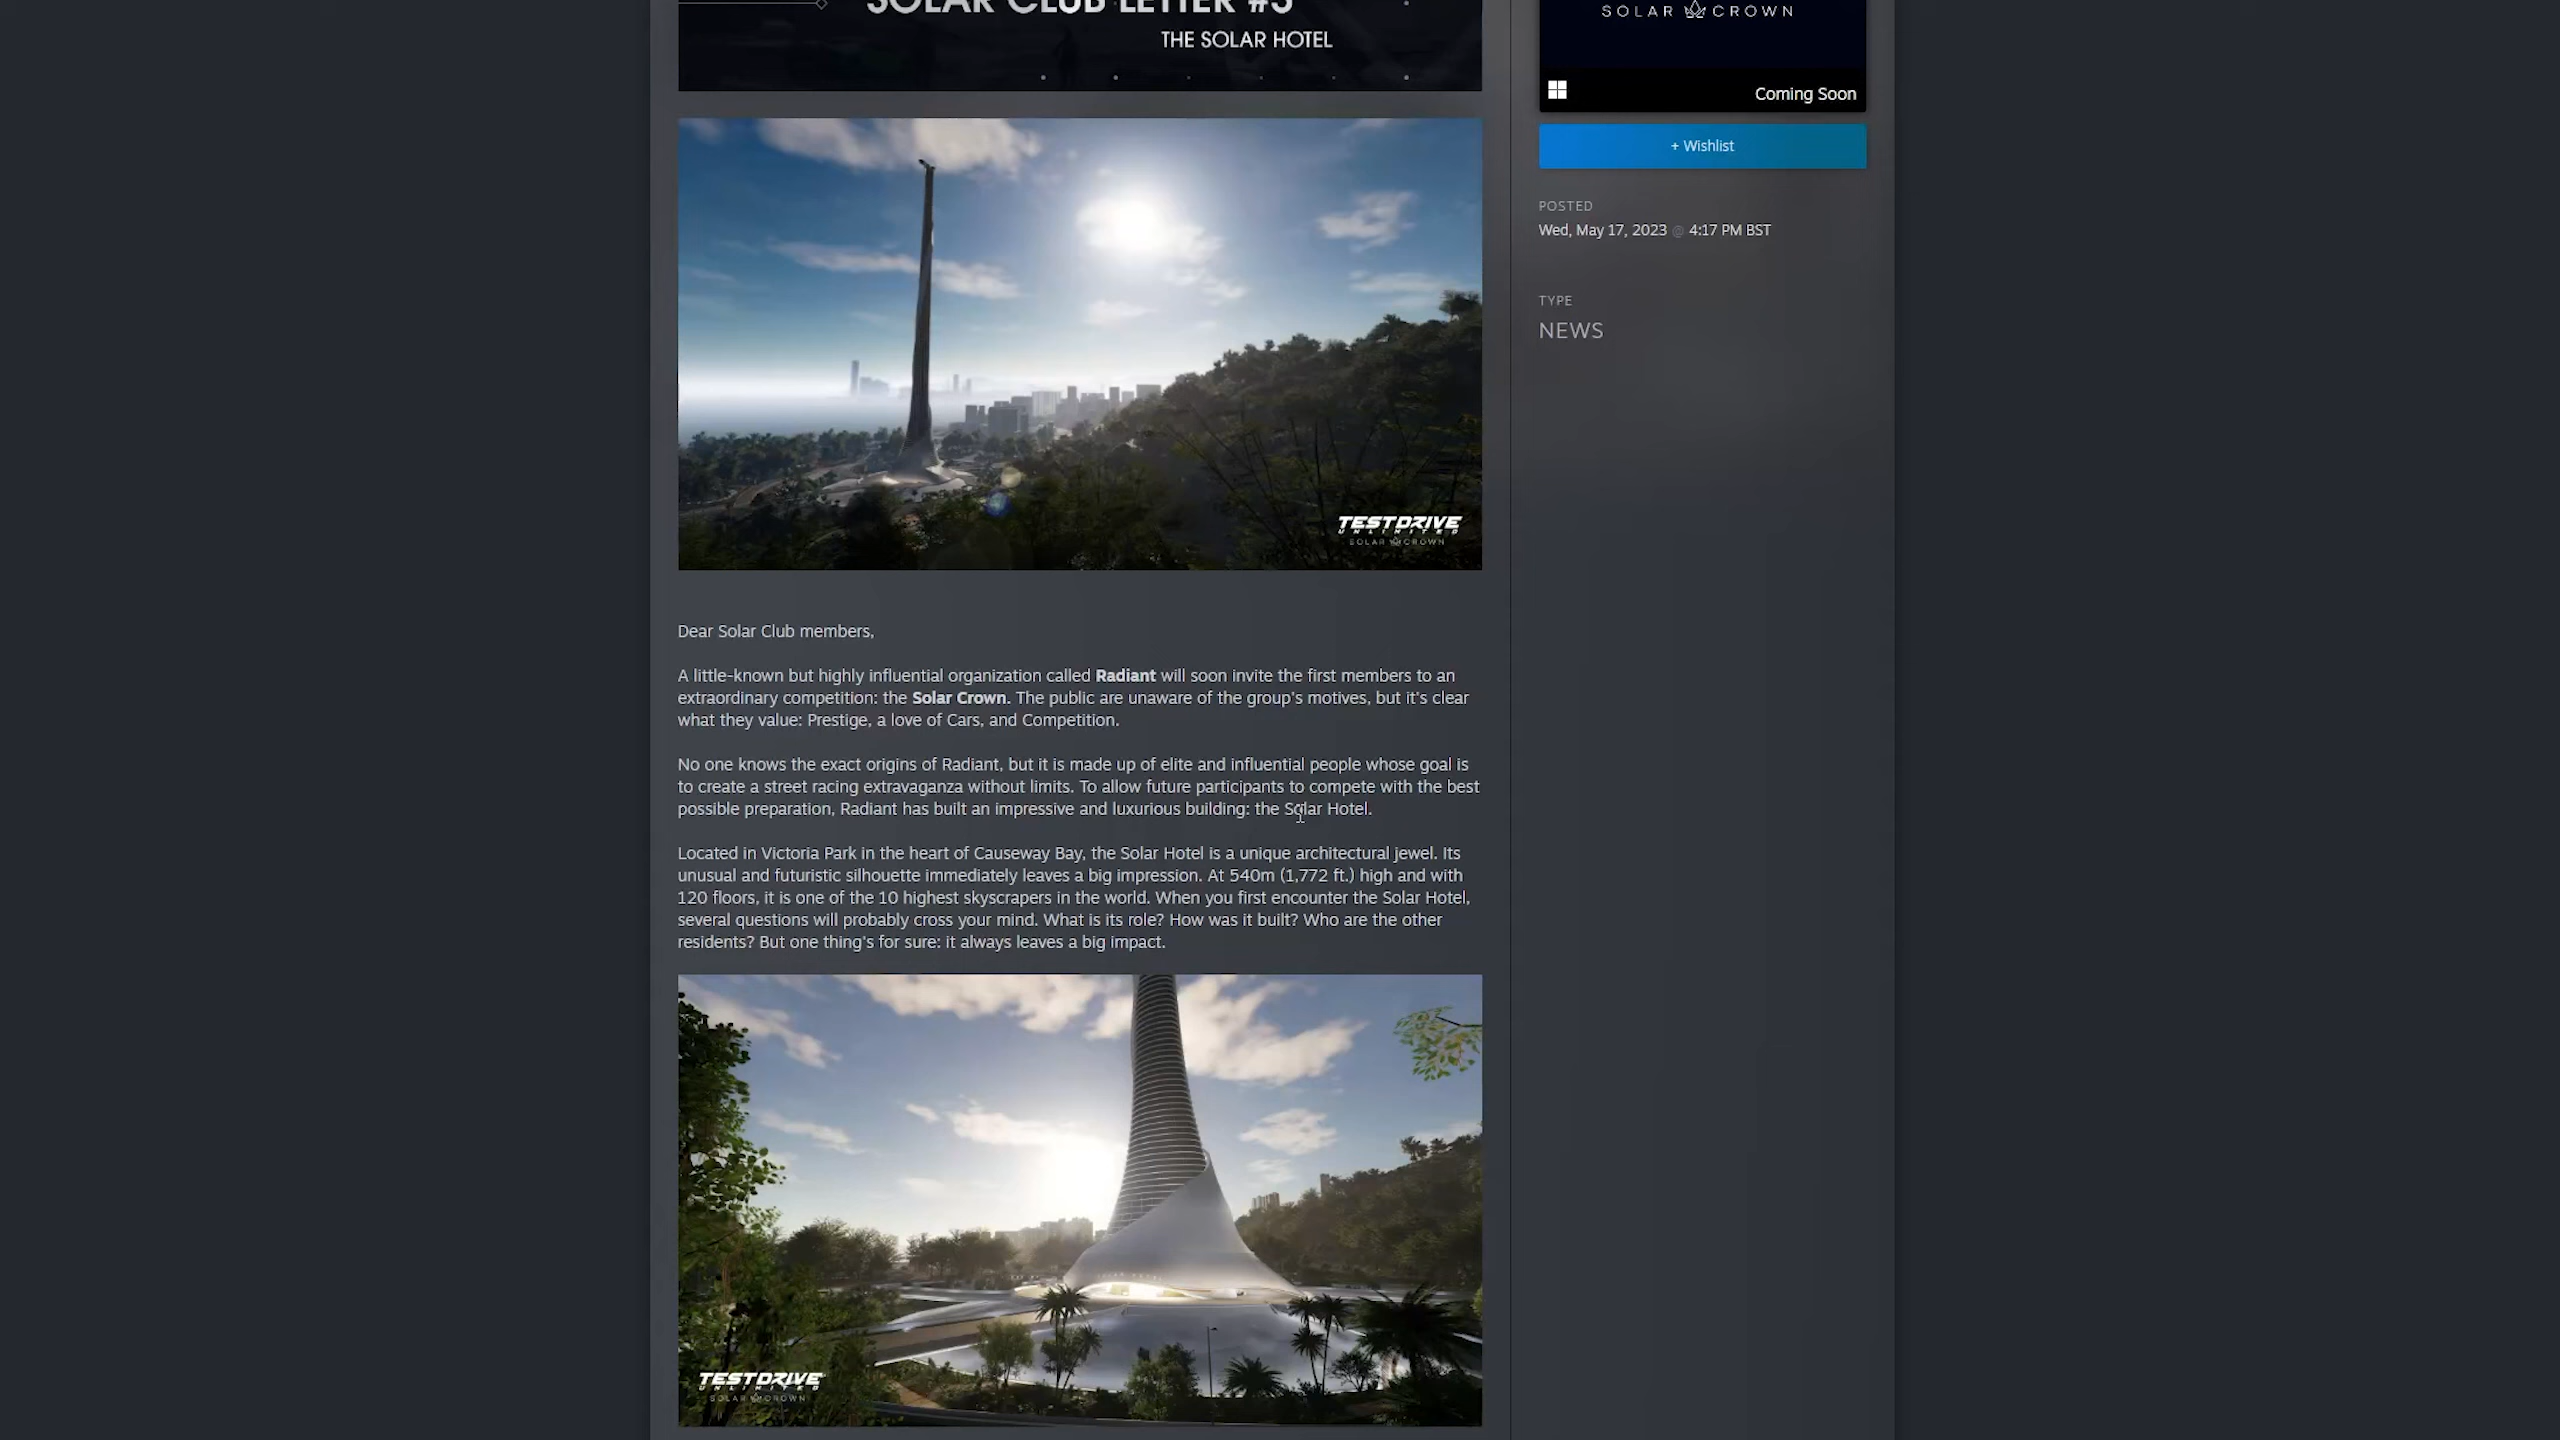 SOLAR CLUB LETTER #3
THE SOLAR HOTEL
SOLAR CROWN
Coming Soon
+ Wishlist
POSTED
Wed, May 17, 2023 @ 4:17 PM BST
TYPE
NEWS
TEST DRIVE
UNLIMITED
SOLAR CROWN
Dear Solar Club members,
A little-known but highly influential organization called Radiant will soon invite the first members to an
extraordinary competition: the Solar Crown. The public are unaware of the group's motives, but it's clear
what they value: Prestige, a love of Cars, and Competition.
No one knows the exact origins of Radiant, but it is made up of elite and influential people whose goal is
to create a street racing extravaganza without limits. To allow future participants to compete with the best
possible preparation, Radiant has built an impressive and luxurious building: the Solar Hotel.
Located in Victoria Park in the heart of Causeway Bay, the Solar Hotel is a unique architectural jewel. Its
unusual and futuristic silhouette immediately leaves a big impression. At 540m (1,772 ft.) high and with
120 floors, it is one of the 10 highest skyscrapers in the world. When you first encounter the Solar Hotel,
several questions will probably cross your mind. What is its role? How was it built? Who are the other
residents? But one thing's for sure: it always leaves a big impact.
TEST DRIVE
UNLIMITED
SOLAR CROWN